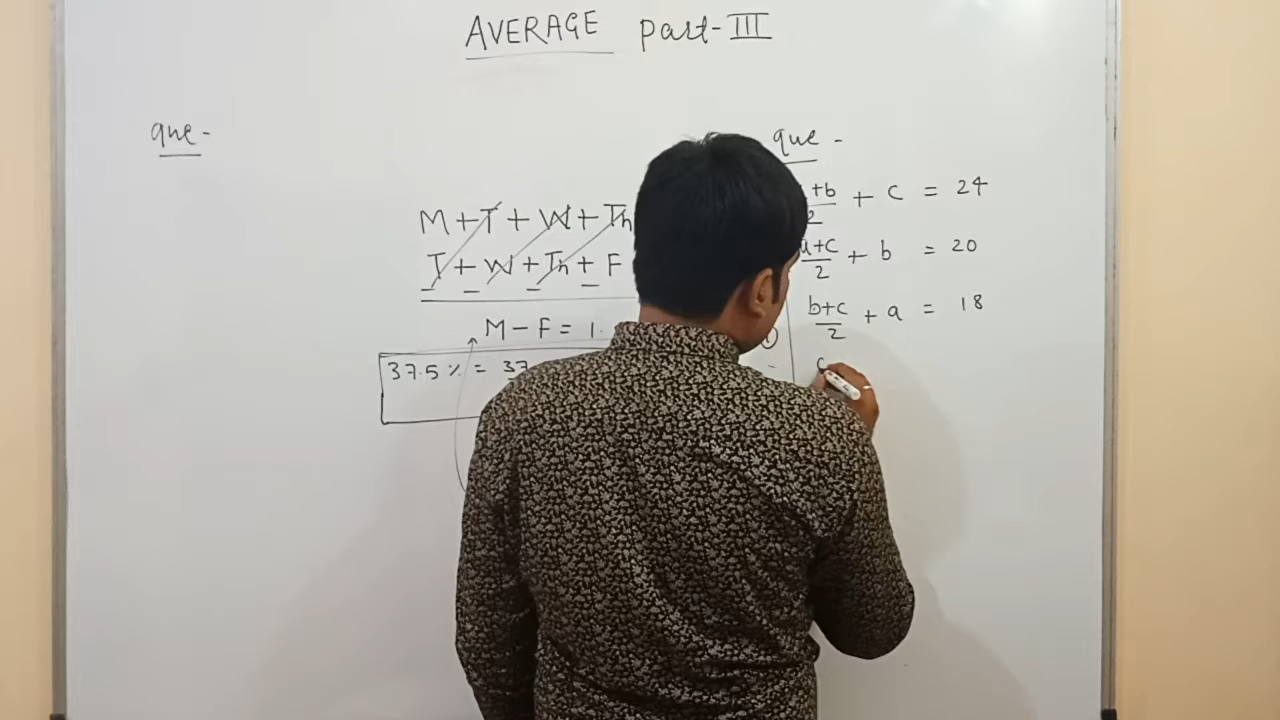 AVERAGE part-III
que-
M+T+W+Th
T+W+Th+F
M-F= 1.
37.5% = 37
que -
+b/2 + c = 24
a+c/2 + b = 20
b+c/2 + a = 18